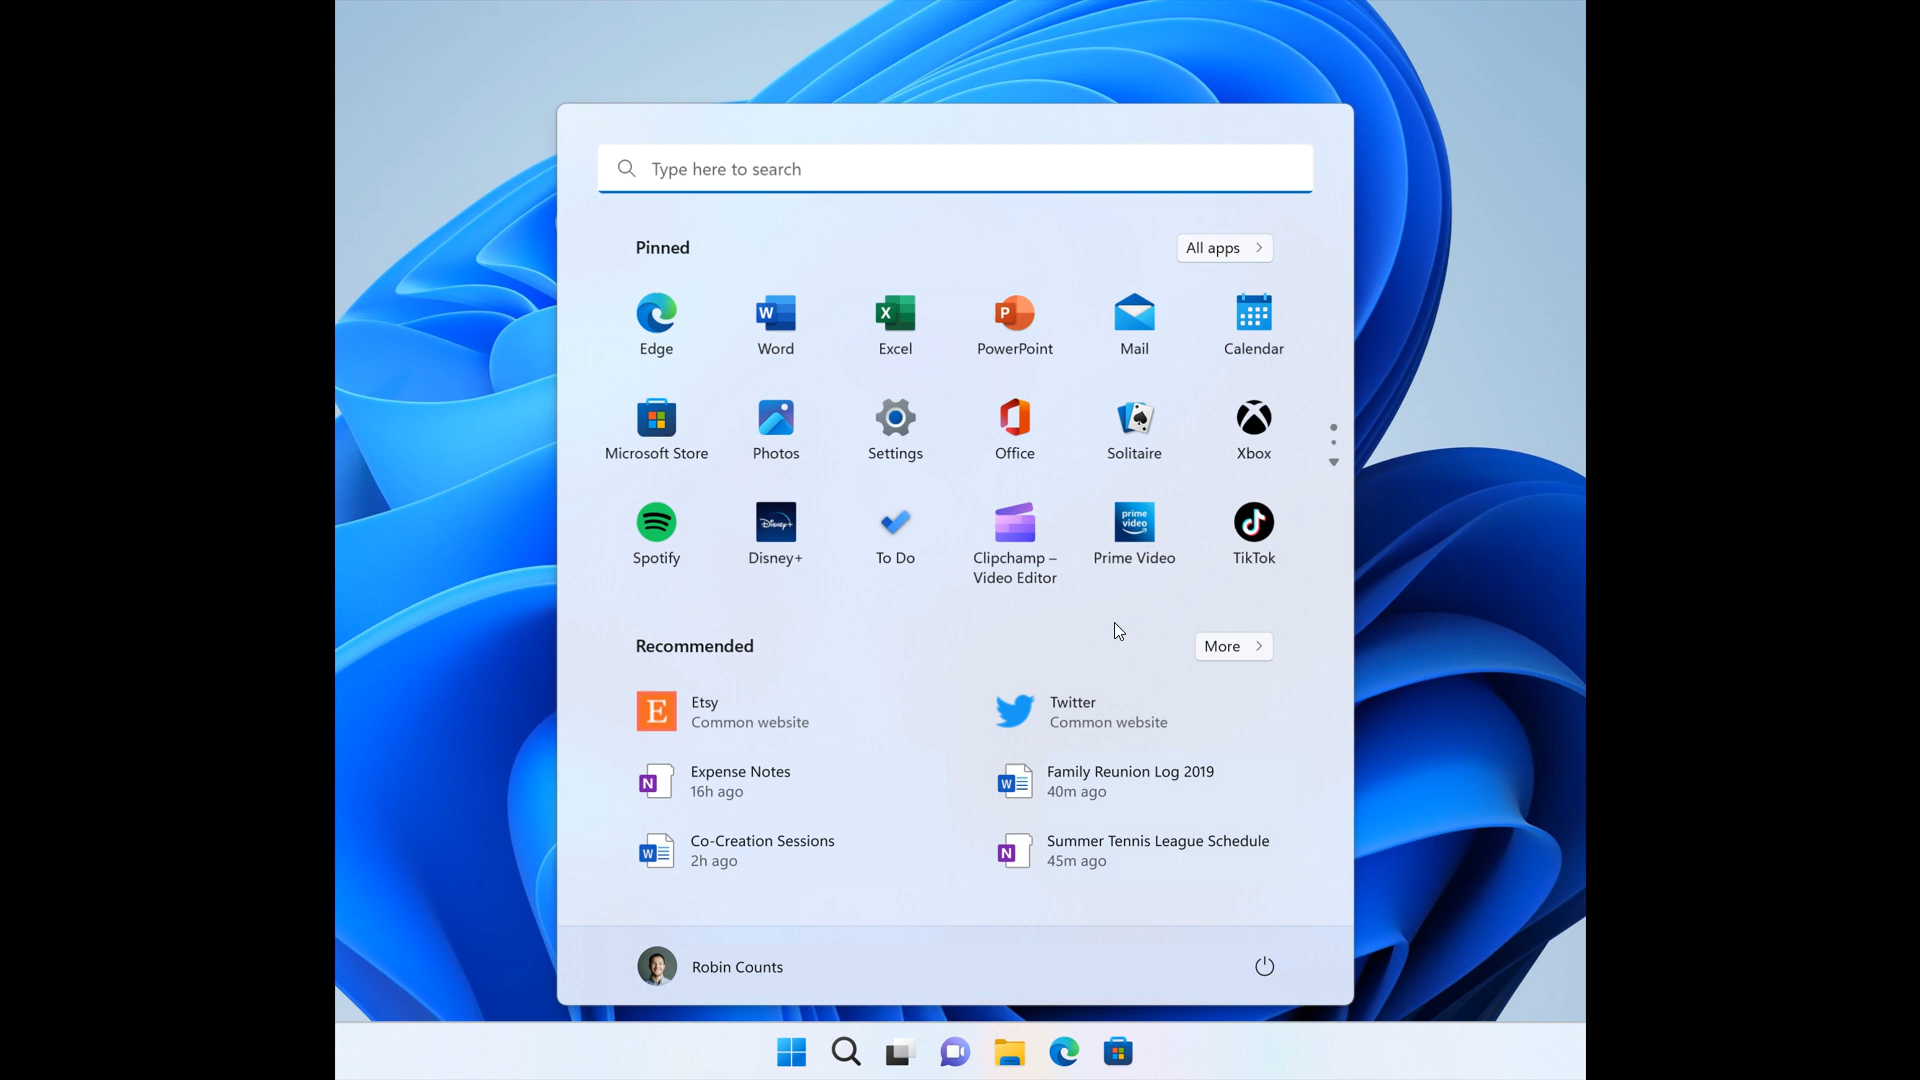 Type here to search
Pinned
All apps
Edge
Word
Excel
PowerPoint
Mail
Calendar
Microsoft Store
Photos
Settings
Office
Solitaire
Xbox
Spotify
Disney+
To Do
Clipchamp –
Video Editor
Prime Video
TikTok
W
X
P
Disney+
prime
video
Recommended
More
E
Etsy
Common website
Twitter
Common website
N
Expense Notes
16h ago
W
Family Reunion Log 2019
40m ago
W
Co-Creation Sessions
2h ago
N
Summer Tennis League Schedule
45m ago
Robin Counts